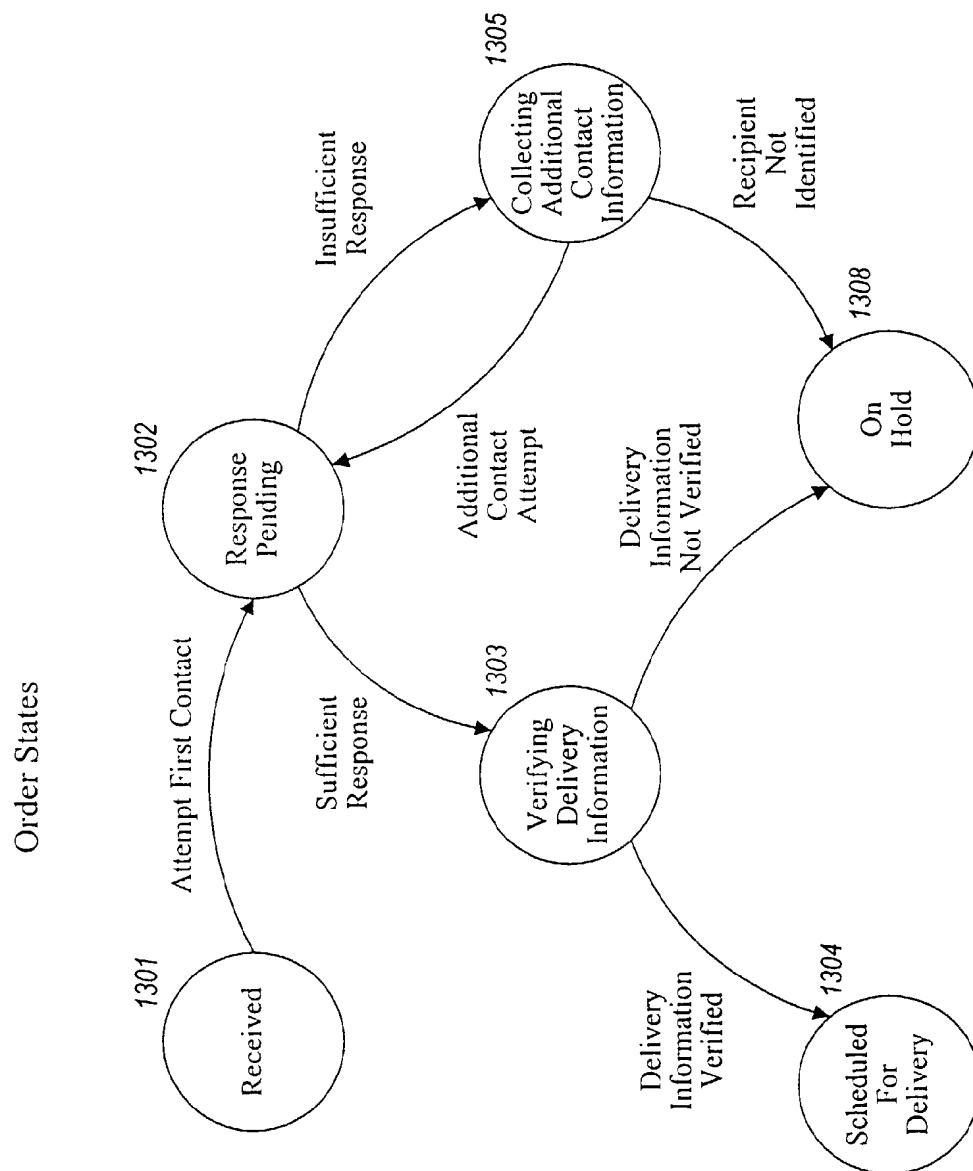 Order States
1301
Received
Attempt First Contact
1302
Response
Pending
Insufficient
Response
1305
Collecting
Additional
Contact
Information
Sufficient
Response
Additional
Contact
Attempt
1303
Verifying
Delivery
Information
Recipient
Not
Identified
Delivery
Information
Verified
Delivery
Information
Not Verified
1304
Scheduled
For
Delivery
1308
On
Hold